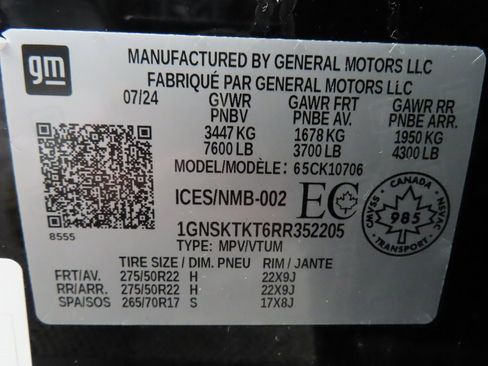 gm
MANUFACTURED BY GENERAL MOTORS LLC
FABRIQUÉ PAR GENERAL MOTORS LLC
07/24 GVWR GAWR FRT GAWR RR
PNBV PNBE AV. PNBE ARR.
3447 KG 1678 KG 1950 KG
7600 LB 3700 LB 4300 LB
MODEL/MODÈLE: 65CK10706
ICES/NMB-002 EC
CANADA
CMVSS 985 NSVAC
8555
1GNSKTKT6RR352205
TYPE: MPV/VTUM
TIRE SIZE / DIM. PNEU RIM / JANTE
FRT/AV. 275/50R22 H 22X9J
RR/ARR. 275/50R22 H 22X9J
SPA/SOS 265/70R17 S 17X8J